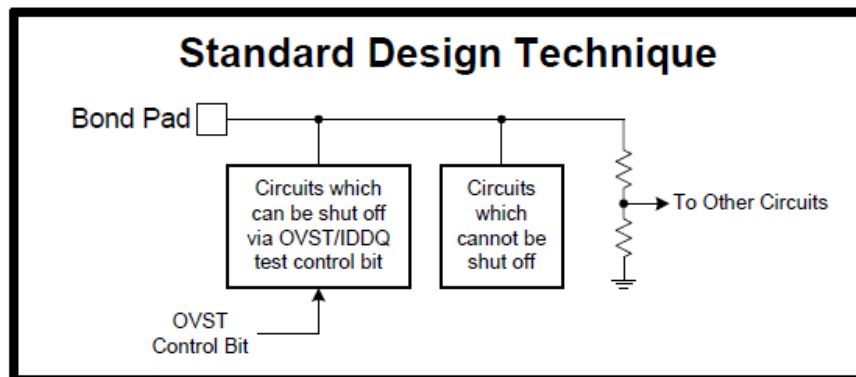 Standard Design Technique
Bond Pad
Circuits which
can be shut off
via OVST/IDDQ
test control bit
Circuits
which
cannot be
shut off
To Other Circuits
OVST
Control Bit